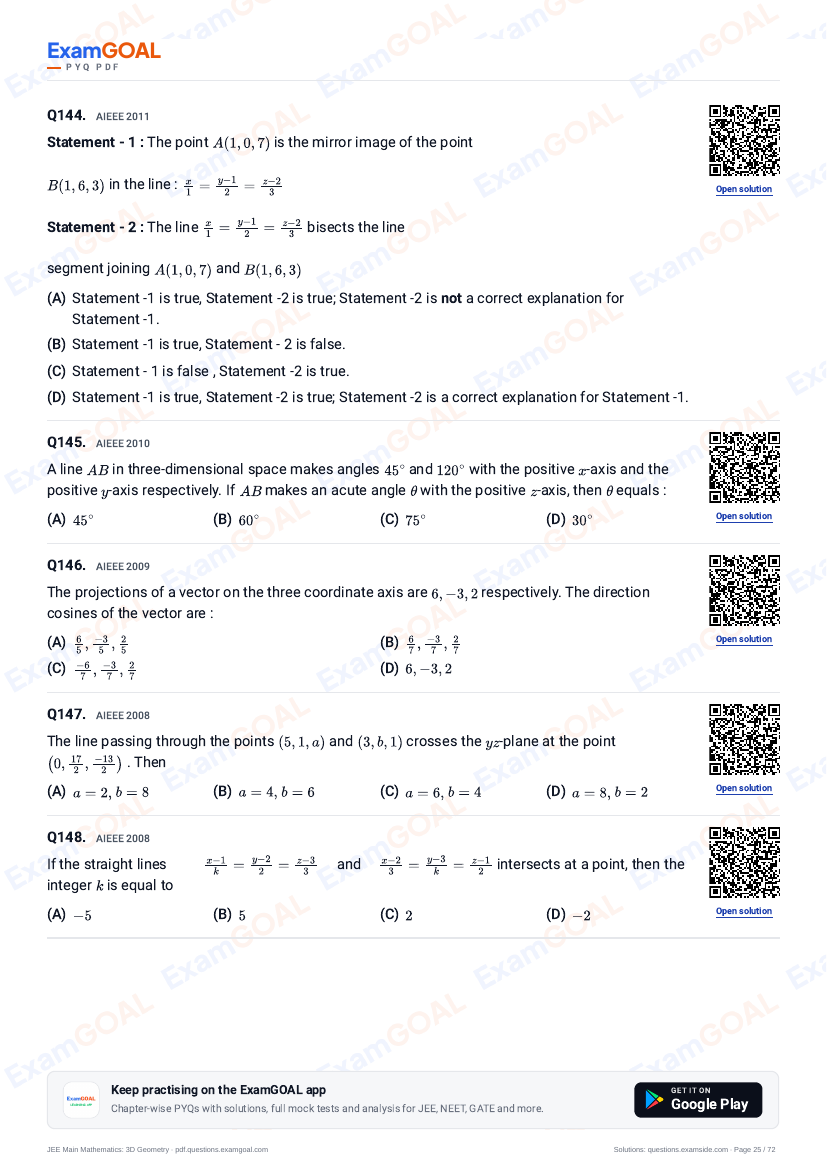 ExamGOAL
PYQ PDF
Q144. AIEEE 2011
Statement - 1 : The point A(1, 0, 7) is the mirror image of the point
B(1, 6, 3) in the line : x/1 = y−1/2 = z−2/3
Statement - 2 : The line x/1 = y−1/2 = z−2/3 bisects the line
segment joining A(1, 0, 7) and B(1, 6, 3)
(A) Statement -1 is true, Statement -2 is true; Statement -2 is not a correct explanation for
Statement -1.
(B) Statement -1 is true, Statement - 2 is false.
(C) Statement - 1 is false , Statement -2 is true.
(D) Statement -1 is true, Statement -2 is true; Statement -2 is a correct explanation for Statement -1.
Open solution
Q145. AIEEE 2010
A line AB in three-dimensional space makes angles 45° and 120° with the positive x-axis and the
positive y-axis respectively. If AB makes an acute angle θ with the positive z-axis, then θ equals :
(A) 45° (B) 60° (C) 75° (D) 30°
Open solution
Q146. AIEEE 2009
The projections of a vector on the three coordinate axis are 6, −3, 2 respectively. The direction
cosines of the vector are :
(A) 6/5, −3/5, 2/5 (B) 6/7, −3/7, 2/7
(C) −6/7, −3/7, 2/7 (D) 6, −3, 2
Open solution
Q147. AIEEE 2008
The line passing through the points (5, 1, a) and (3, b, 1) crosses the yz-plane at the point
(0, 17/2, −13/2) . Then
(A) a = 2, b = 8 (B) a = 4, b = 6 (C) a = 6, b = 4 (D) a = 8, b = 2
Open solution
Q148. AIEEE 2008
If the straight lines x−1/k = y−2/2 = z−3/3 and x−2/3 = y−3/k = z−1/2 intersects at a point, then the
integer k is equal to
(A) −5 (B) 5 (C) 2 (D) −2
Open solution
Keep practising on the ExamGOAL app
Chapter-wise PYQs with solutions, full mock tests and analysis for JEE, NEET, GATE and more.
GET IT ON
Google Play
JEE Main Mathematics: 3D Geometry · pdf.questions.examgoal.com
Solutions: questions.examside.com · Page 25 / 72